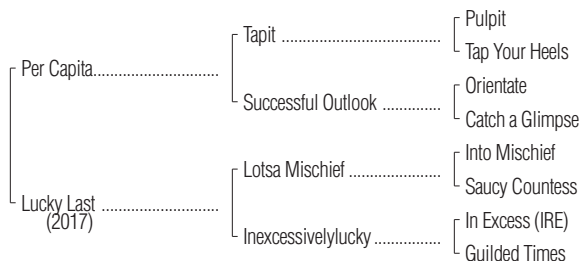 Per Capita
Lucky Last
(2017)
Tapit
Successful Outlook
Lotsa Mischief
Inexcessivelylucky
Pulpit
Tap Your Heels
Orientate
Catch a Glimpse
Into Mischief
Saucy Countess
In Excess (IRE)
Guilded Times